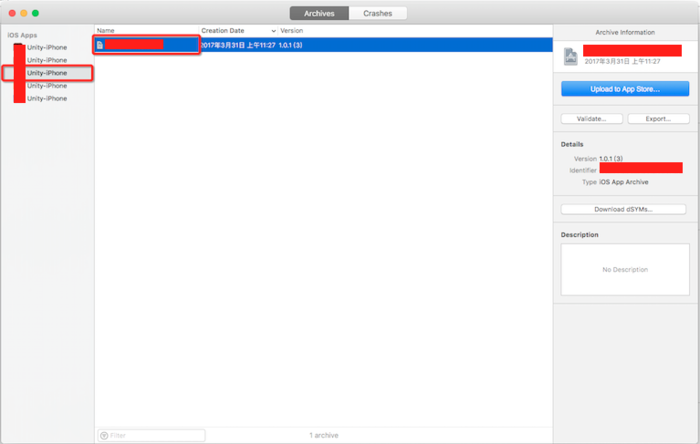 Archives Crashes
iOS Apps
Unity-iPhone
Unity-iPhone
Unity-iPhone
Unity-iPhone
Unity-iPhone
Name Creation Date Version
2017年3月31日 上午11:27 1.0.1 (3)
Filter
1 archive
Archive Information
2017年3月31日 上午11:27
Upload to App Store...
Validate... Export...
Details
Version 1.0.1 (3)
Identifier
Type iOS App Archive
Download dSYMs...
Description
No Description